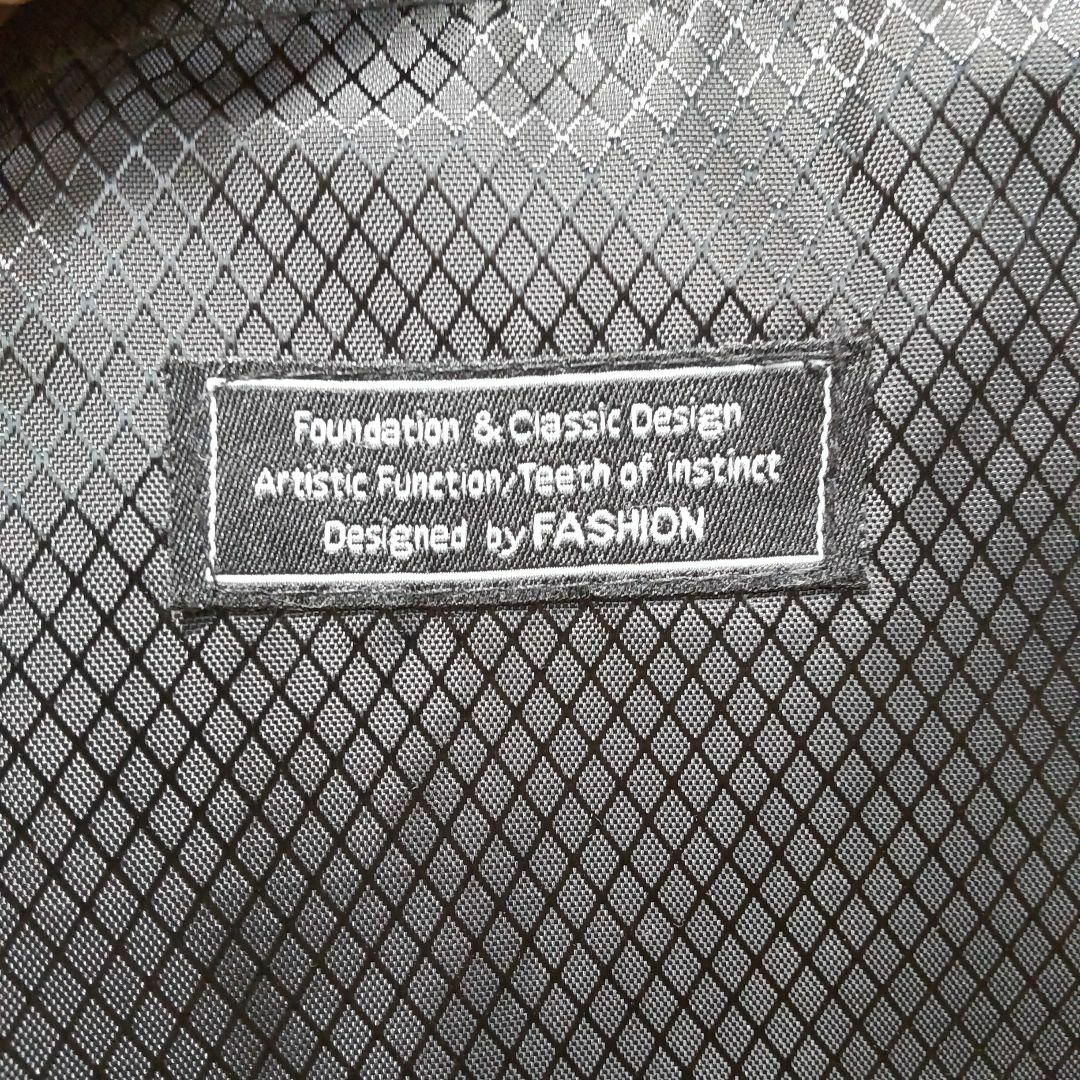 Foundation & Classic Design
Artistic Function/Teeth of instinct
Designed by FASHION